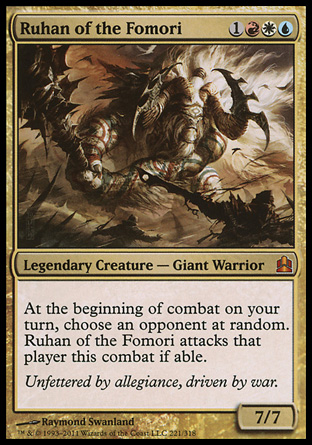 Ruhan of the Fomori 1
Legendary Creature — Giant Warrior
At the beginning of combat on your
turn, choose an opponent at random.
Ruhan of the Fomori attacks that
player this combat if able.
Unfettered by allegiance, driven by war.
Raymond Swanland
™ & © 1993–2011 Wizards of the Coast LLC 221/318
7/7